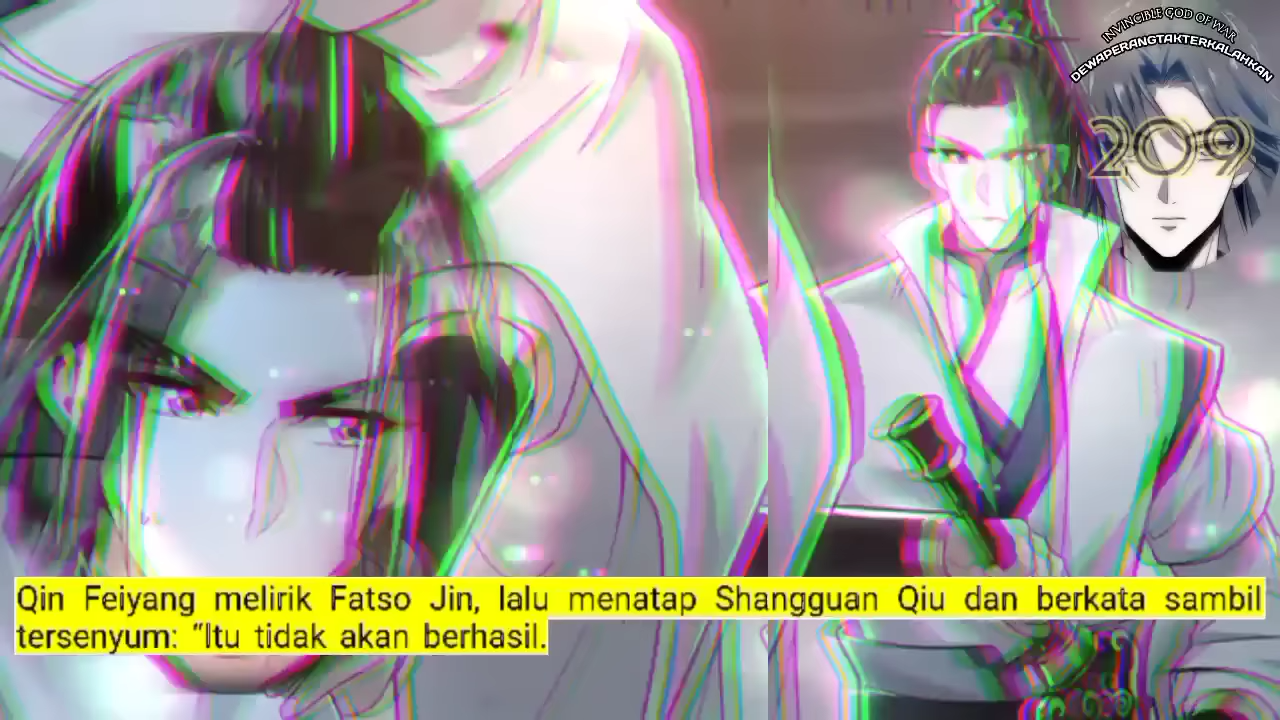 INVINCIBLE GOD OF WAR
DEWAPERANGTAKTERKALAHKAN
209
Qin Feiyang melirik Fatso Jin, lalu menatap Shangguan Qiu dan berkata sambil
tersenyum: “Itu tidak akan berhasil.